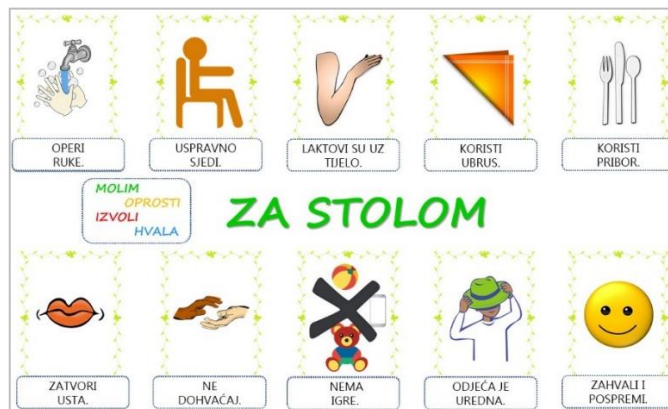 OPERI
RUKE.
USPRAVNO
SJEDI.
LAKTOVI SU UZ
TIJELO.
KORISTI
UBRUS.
KORISTI
PRIBOR.
MOLIM
OPROSTI
IZVOLI
HVALA
ZA STOLOM
ZATVORI
USTA.
NE
DOHVAĆAJ.
NEMA
IGRE.
ODJEĆA JE
UREDNA.
ZAHVALI I
POSPREMI.